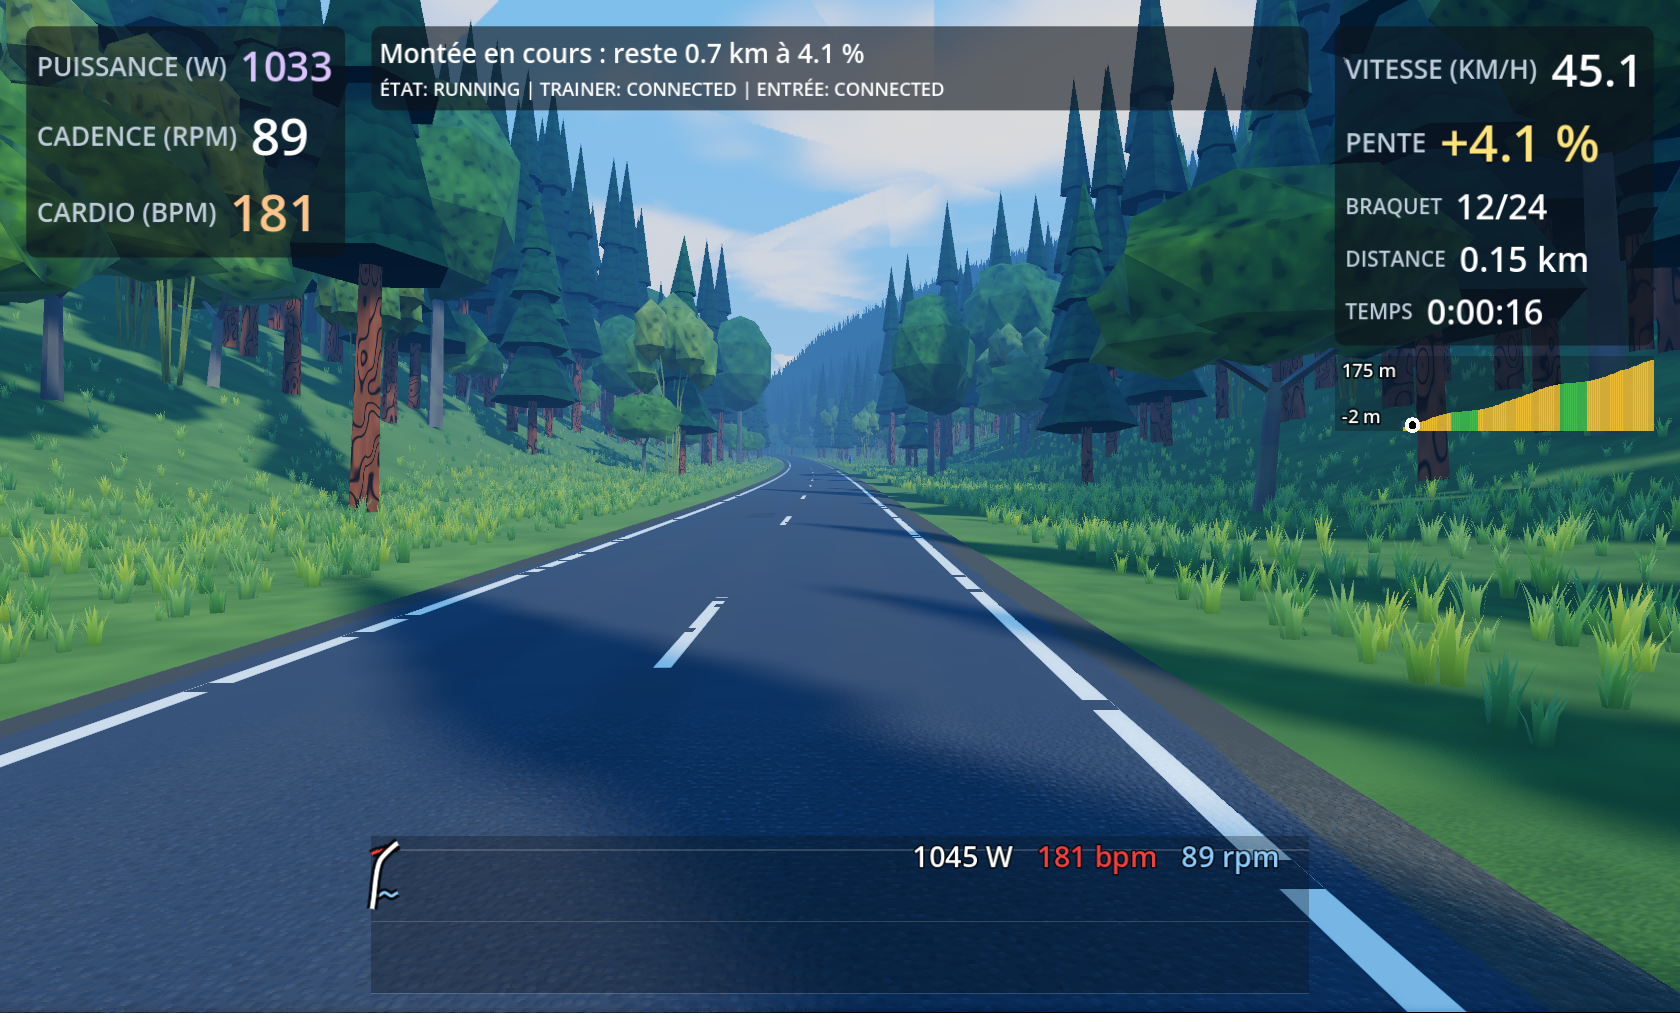 PUISSANCE (W) 1033
CADENCE (RPM) 89
CARDIO (BPM) 181
Montée en cours : reste 0.7 km à 4.1 %
ÉTAT: RUNNING | TRAINER: CONNECTED | ENTRÉE: CONNECTED
VITESSE (KM/H) 45.1
PENTE +4.1 %
BRAQUET 12/24
DISTANCE 0.15 km
TEMPS 0:00:16
175 m
-2 m
1045 W 181 bpm 89 rpm